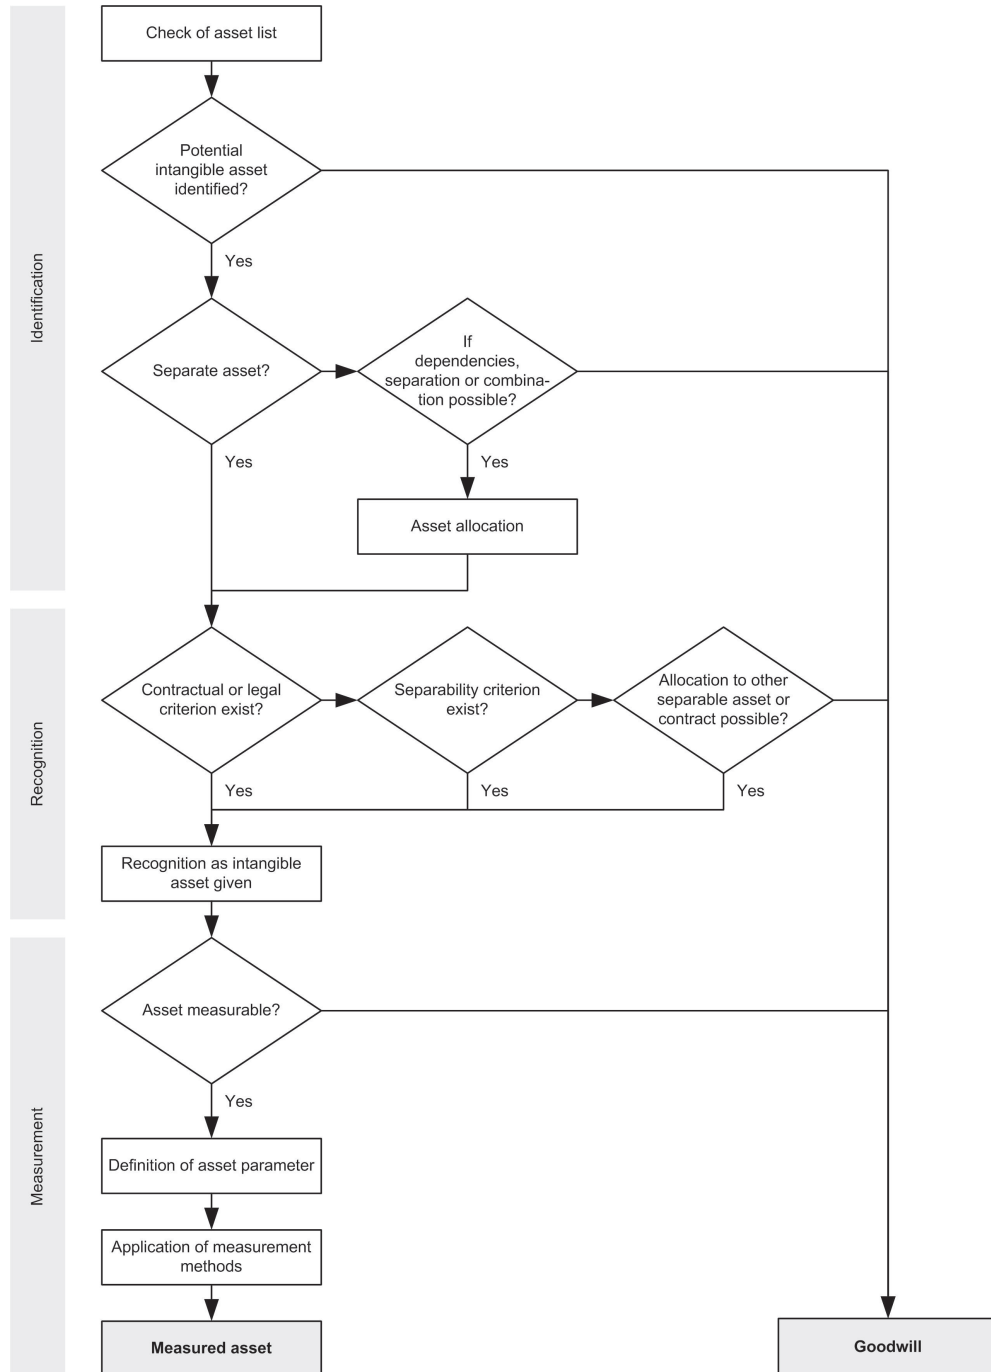 Check of asset list
Identification
Potential
intangible asset
identified?
Yes
Separate asset?
If
dependencies,
separation or combina-
tion possible?
Yes
Yes
Asset allocation
Recognition
Contractual or legal
criterion exist?
Separability criterion
exist?
Allocation to other
separable asset or
contract possible?
Yes
Yes
Yes
Recognition as intangible
asset given
Measurement
Asset measurable?
Yes
Definition of asset parameter
Application of measurement
methods
Measured asset
Goodwill